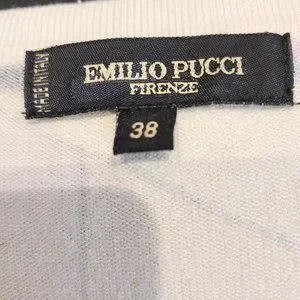 MADE IN ITALY
EMILIO PUCCI
FIRENZE
38